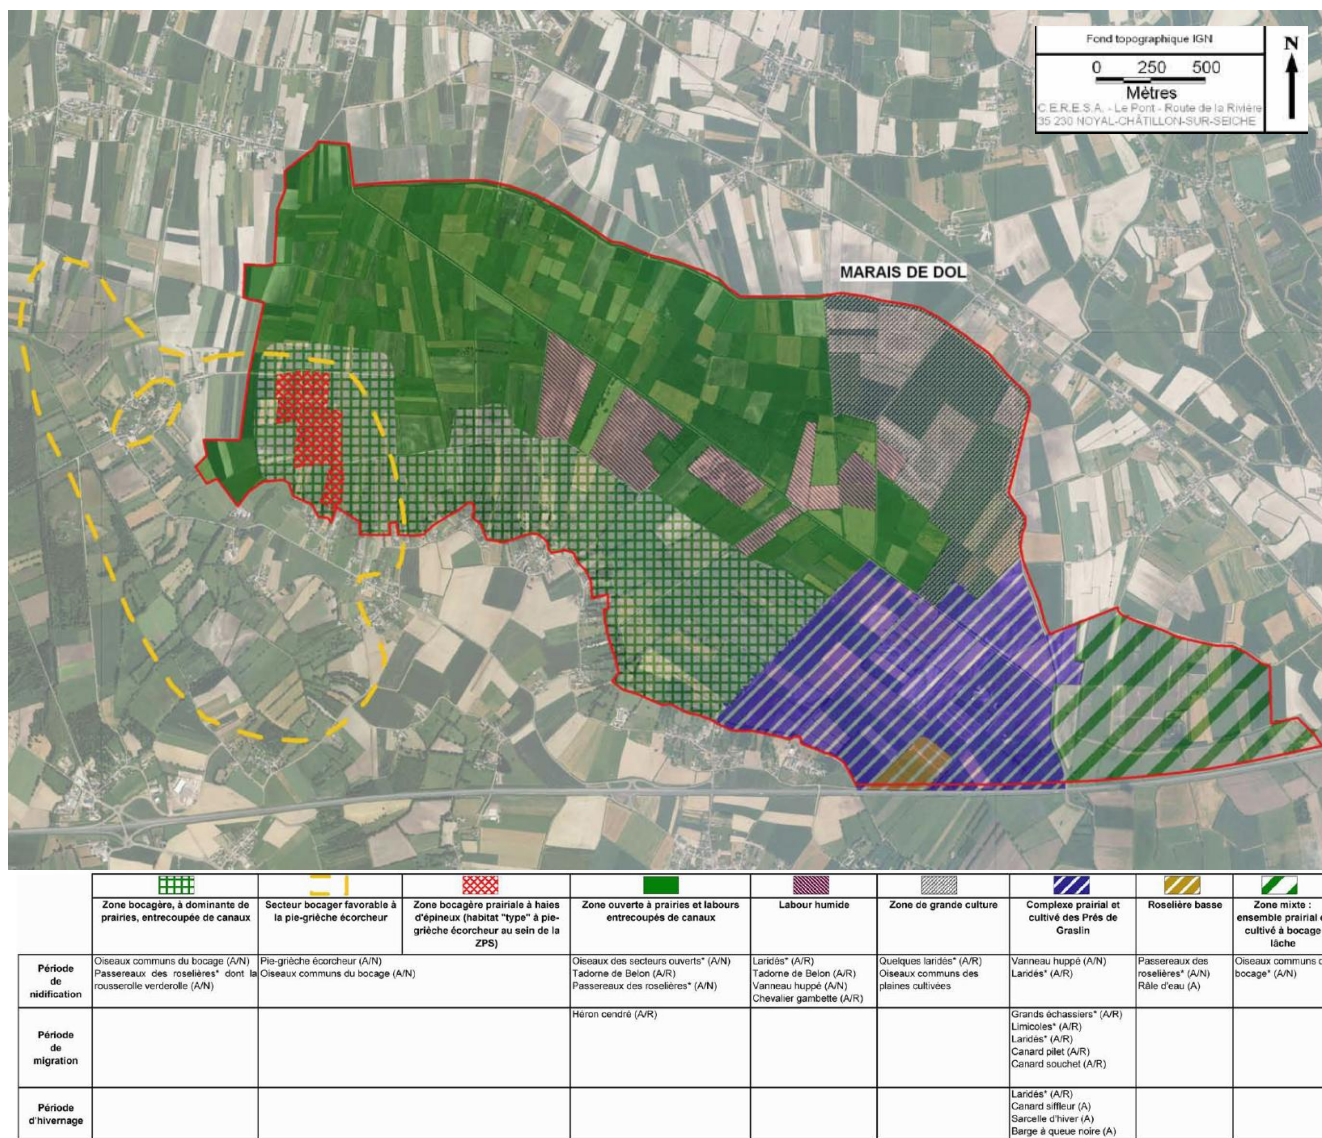 Fond topographique IGN
N
0 250 500
Mètres
C.E.R.E.S.A. - Le Pont - Route de la Rivière
35 230 NOYAL-CHÂTILLON-SUR-SEICHE
MARAIS DE DOL
Zone bocagère, à dominante de
prairies, entrecoupée de canaux
Secteur bocager favorable à
la pie-grièche écorcheur
Zone bocagère prairiale à haies
d'épineux (habitat "type" à pie-
grièche écorcheur au sein de la
ZPS)
Zone ouverte à prairies et labours
entrecoupés de canaux
Labour humide
Zone de grande culture
Complexe prairial et
cultivé des Prés de
Graslin
Roselière basse
Zone mixte :
ensemble prairial
cultivé à bocage
lâche
Période
de
nidification
Oiseaux communs du bocage (A/N)
Passereaux des roselières* dont la
rousserolle verderolle (A/N)
Pie-grièche écorcheur (A/N)
Oiseaux communs du bocage (A/N)
Oiseaux des secteurs ouverts* (A/N)
Tadorne de Belon (A/R)
Passereaux des roselières* (A/N)
Laridés* (A/R)
Tadorne de Belon (A/R)
Vanneau huppé (A/N)
Chevalier gambette (A/R)
Quelques laridés* (A/R)
Oiseaux communs des
plaines cultivées
Vanneau huppé (A/N)
Laridés* (A/R)
Passereaux des
roselières* (A/N)
Râle d'eau (A)
Oiseaux communs
bocage* (A/N)
Période
de
migration
Héron cendré (A/R)
Grands échassiers* (A/R)
Limicoles* (A/R)
Laridés* (A/R)
Canard pilet (A/R)
Canard souchet (A/R)
Période
d'hivernage
Laridés* (A/R)
Canard siffleur (A)
Sarcelle d'hiver (A)
Barge à queue noire (A)